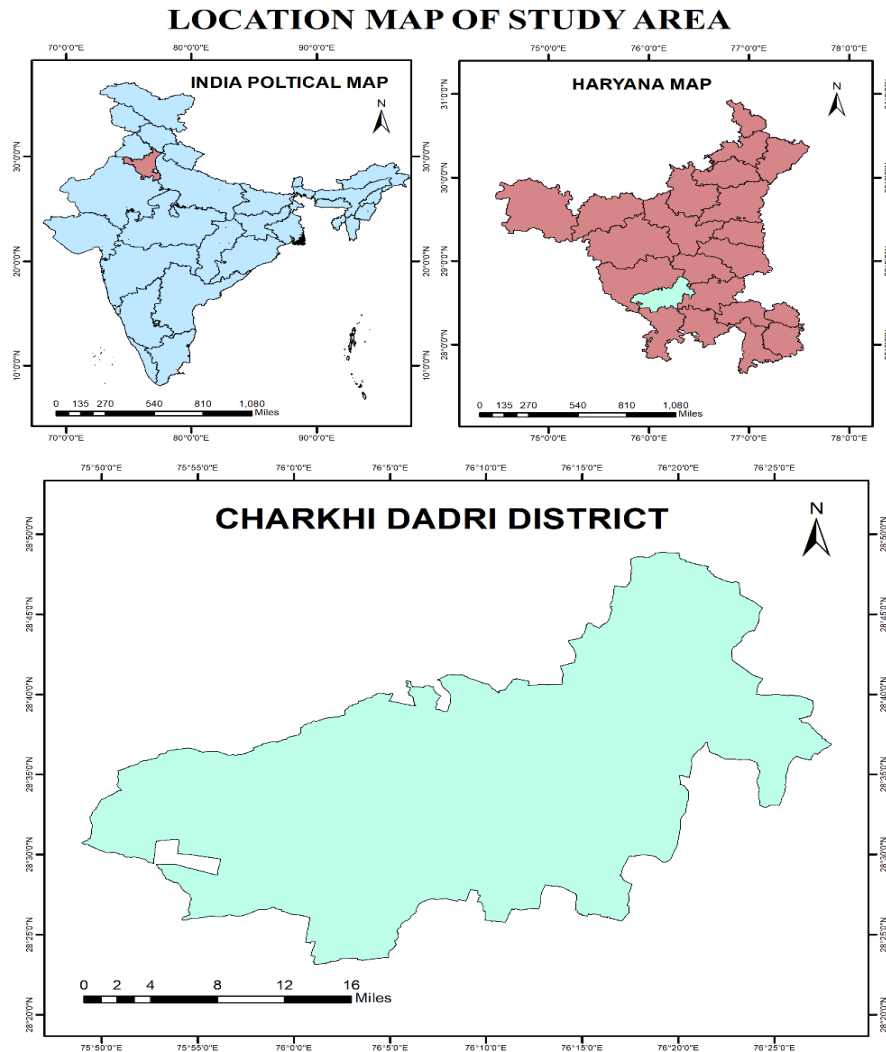 LOCATION MAP OF STUDY AREA
70°0'0"E 80°0'0"E 90°0'0"E
INDIA POLTICAL MAP
N
30°0'0"N
20°0'0"N
10°0'0"N
30°0'0"N
20°0'0"N
10°0'0"N
0 135 270 540 810 1,080
Miles
70°0'0"E 80°0'0"E 90°0'0"E
75°0'0"E 76°0'0"E 77°0'0"E 78°0'0"E
HARYANA MAP
N
31°0'0"N
30°0'0"N
29°0'0"N
28°0'0"N
0 135 270 540 810 1,080
Miles
75°0'0"E 76°0'0"E 77°0'0"E 78°0'0"E
75°50'0"E 75°55'0"E 76°0'0"E 76°5'0"E 76°10'0"E 76°15'0"E 76°20'0"E 76°25'0"E
CHARKHI DADRI DISTRICT
N
28°50'0"N
28°45'0"N
28°40'0"N
28°35'0"N
28°30'0"N
28°25'0"N
28°20'0"N
28°50'0"N
28°45'0"N
28°40'0"N
28°35'0"N
28°30'0"N
28°25'0"N
28°20'0"N
0 2 4 8 12 16
Miles
75°50'0"E 75°55'0"E 76°0'0"E 76°5'0"E 76°10'0"E 76°15'0"E 76°20'0"E 76°25'0"E